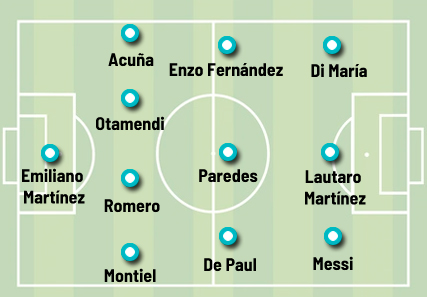 Acuña
Enzo Fernández
Di María
Otamendi
Emiliano
Martínez
Paredes
Lautaro
Martínez
Romero
Montiel
De Paul
Messi